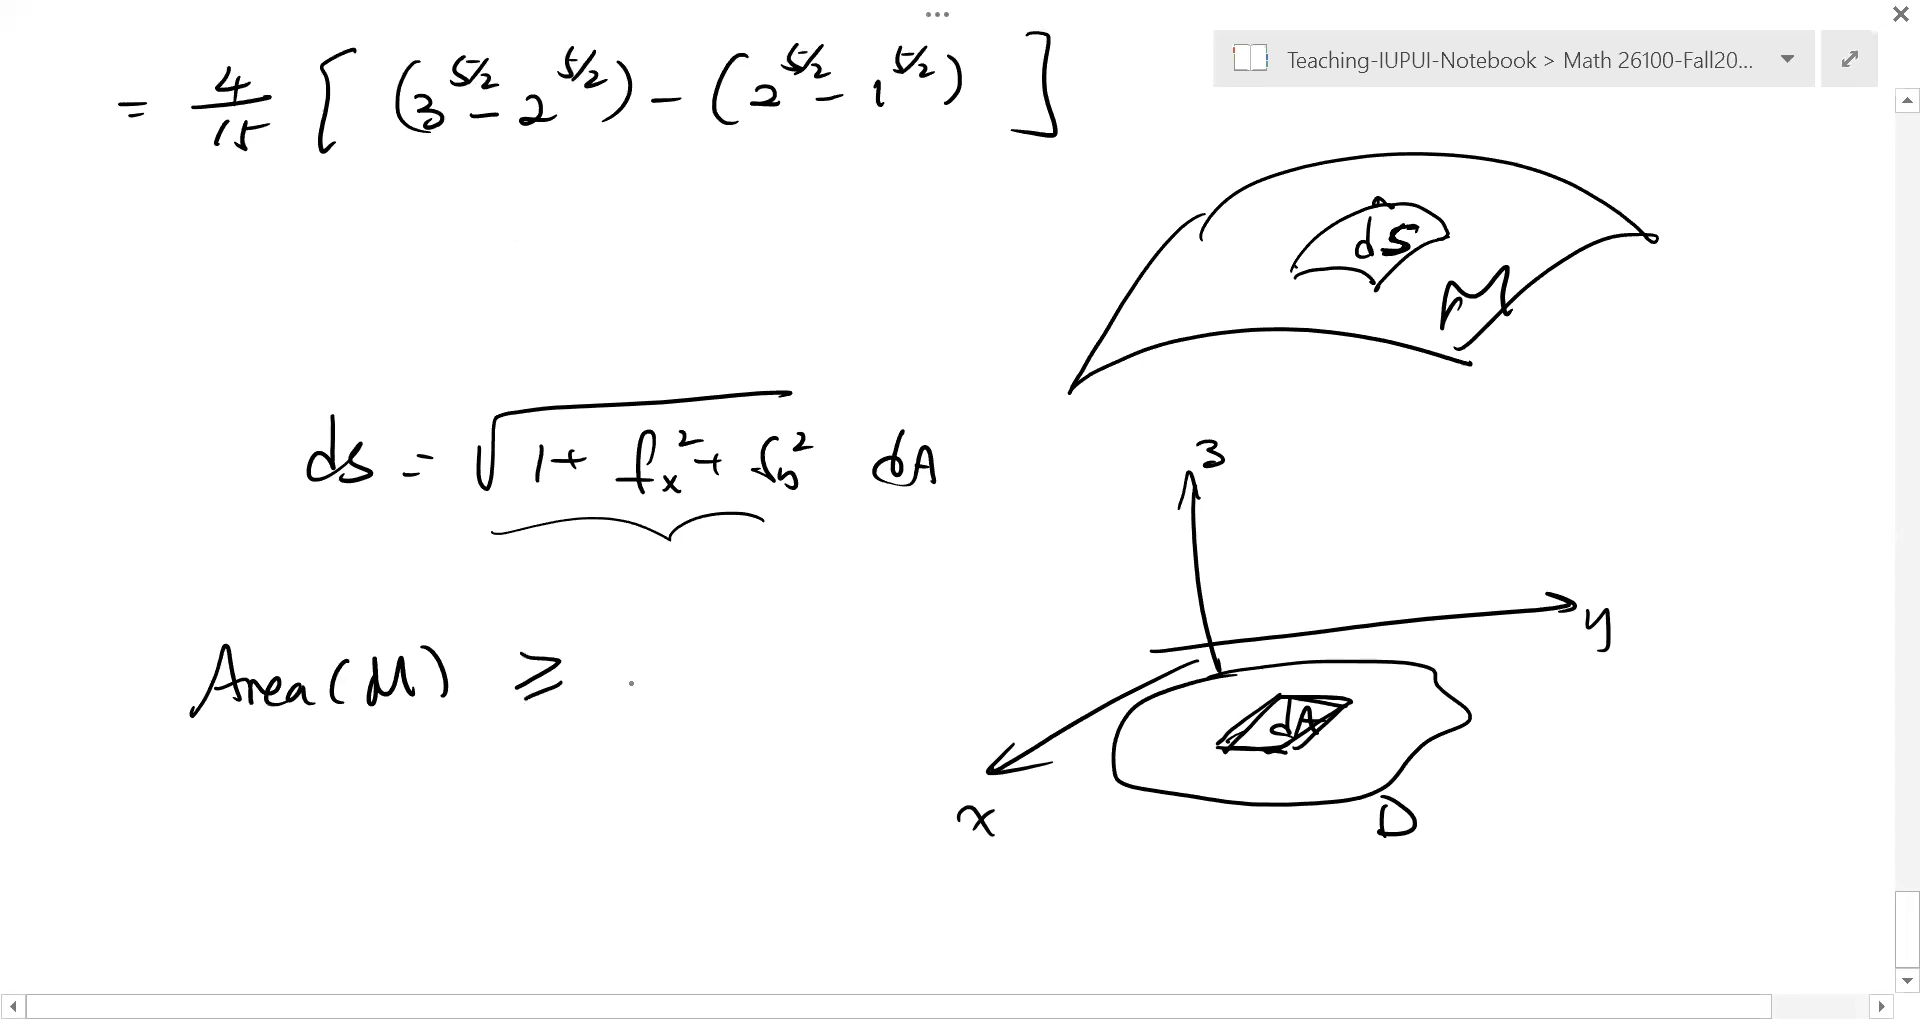 ...
Teaching-IUPUI-Notebook > Math 26100-Fall20...
= 4/15 [ (3^5/2 - 2^5/2) - (2^5/2 - 1^5/2) ]
dS
M
dS = √(1 + f_x^2 + f_y^2) dA
z
y
Area(M) ≥
dA
x
D